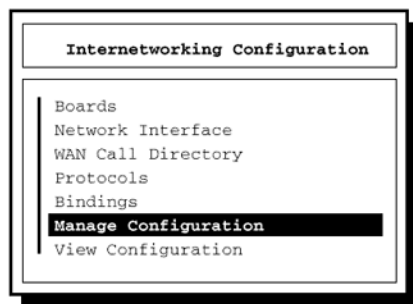 Internetworking Configuration
Boards
Network Interface
WAN Call Directory
Protocols
Bindings
Manage Configuration
View Configuration